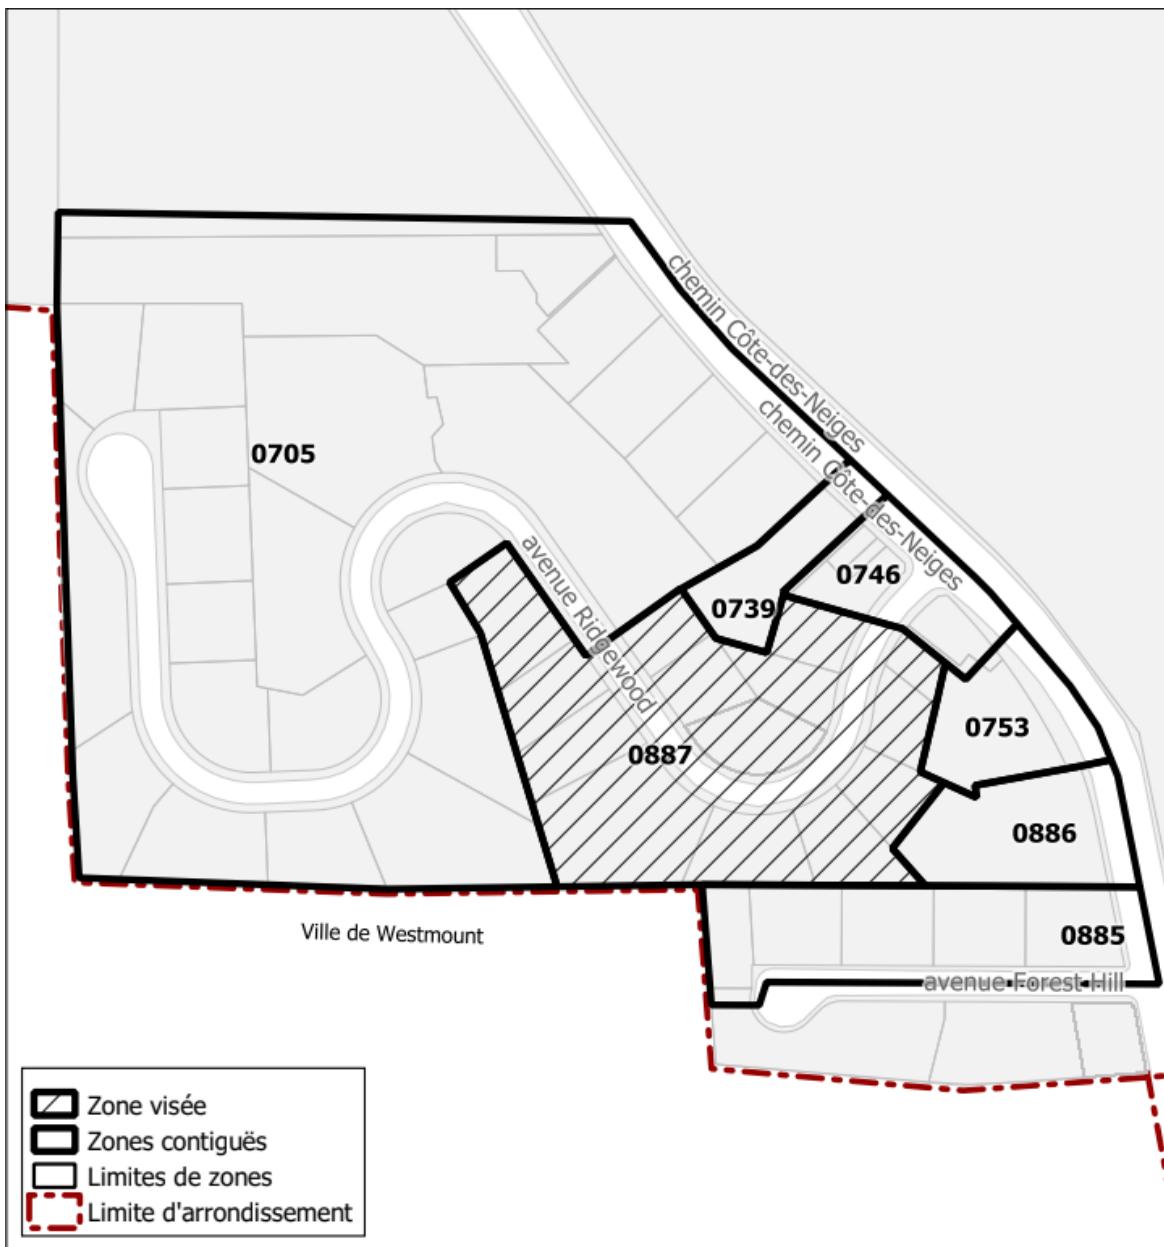 chemin Côte-des-Neiges
chemin Côte-des-Neiges
0705
avenue Ridgewood
0746
0739
0753
0887
0886
Ville de Westmount
0885
avenue Forest Hill
Zone visée
Zones contiguës
Limites de zones
Limite d'arrondissement